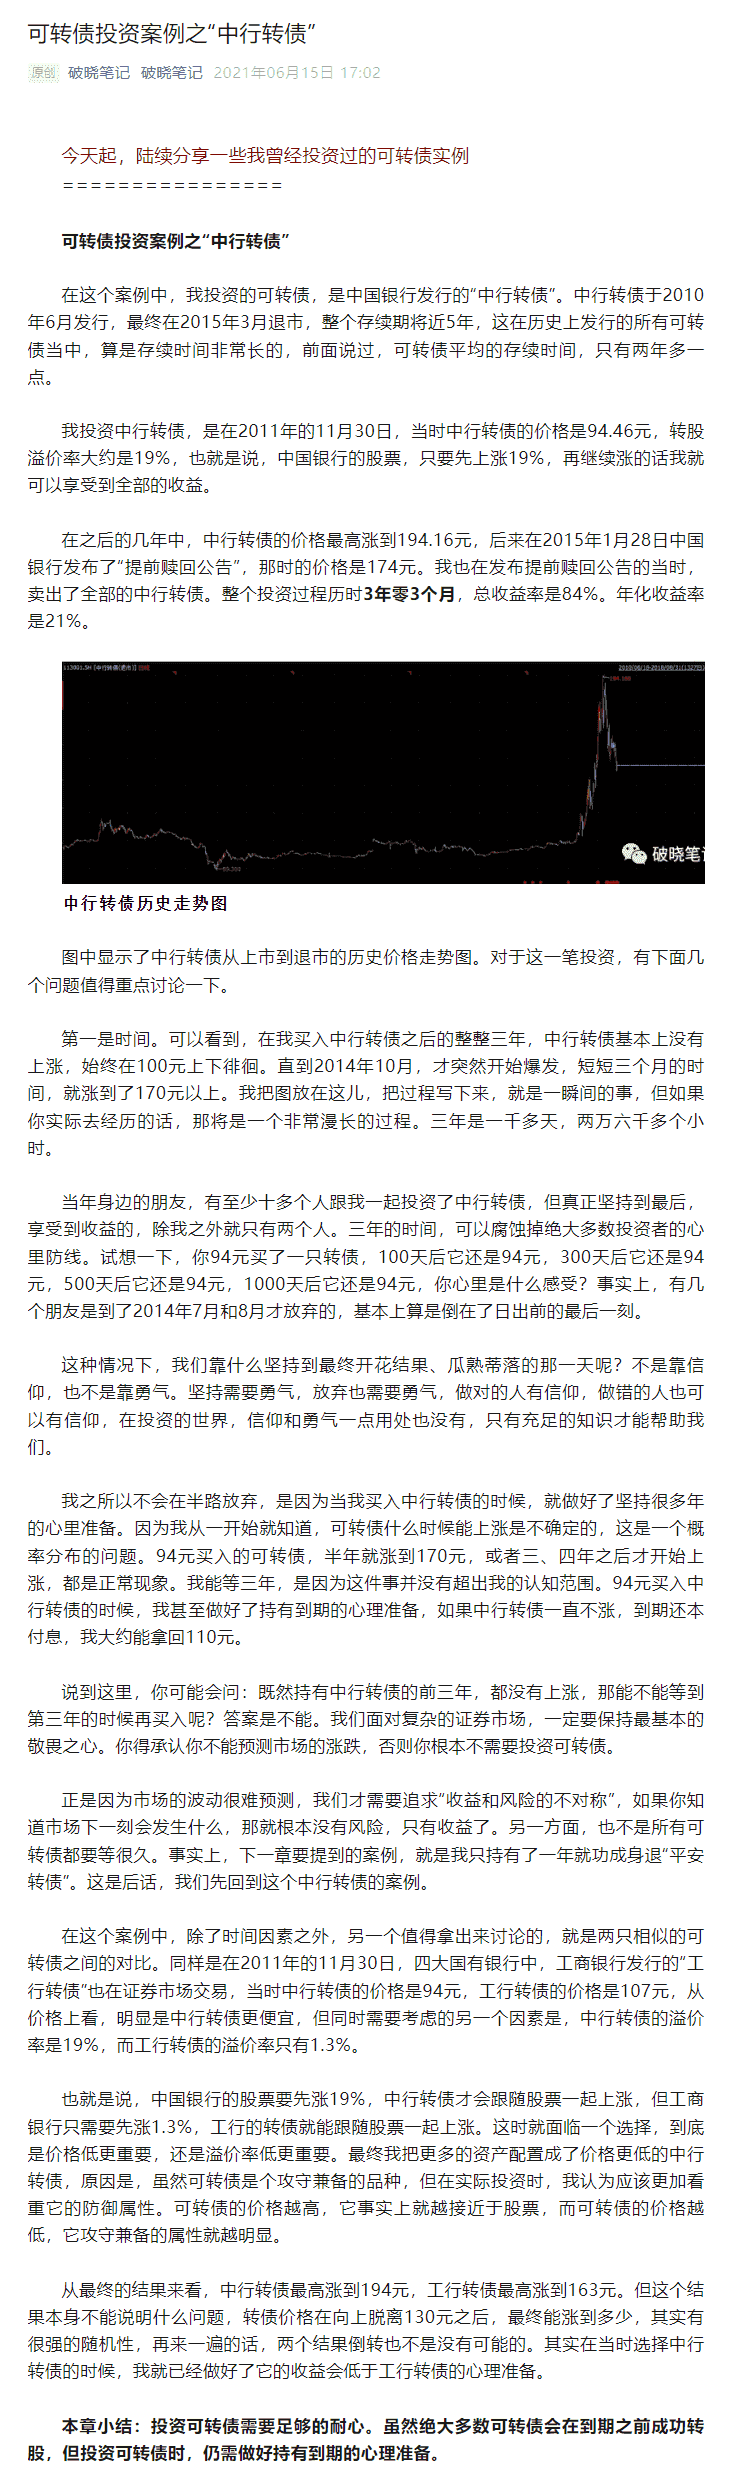 可转债投资案例之“中行转债”
原创 破晓笔记 破晓笔记 2021年06月15日 17:02
今天起，陆续分享一些我曾经投资过的可转债实例
================
可转债投资案例之“中行转债”
在这个案例中，我投资的可转债，是中国银行发行的“中行转债”。中行转债于2010
年6月发行，最终在2015年3月退市，整个存续期将近5年，这在历史上发行的所有可转
债当中，算是存续时间非常长的，前面说过，可转债平均的存续时间，只有两年多一
点。
我投资中行转债，是在2011年的11月30日，当时中行转债的价格是94.46元，转股
溢价率大约是19%，也就是说，中国银行的股票，只要先上涨19%，再继续涨的话我就
可以享受到全部的收益。
在之后的几年中，中行转债的价格最高涨到194.16元，后来在2015年1月28日中国
银行发布了“提前赎回公告”，那时的价格是174元。我也在发布提前赎回公告的当时，
卖出了全部的中行转债。整个投资过程历时3年零3个月，总收益率是84%。年化收益率
是21%。
破晓笔记
中行转债历史走势图
图中显示了中行转债从上市到退市的历史价格走势图。对于这一笔投资，有下面几
个问题值得重点讨论一下。
第一是时间。可以看到，在我买入中行转债之后的整整三年，中行转债基本上没有
上涨，始终在100元上下徘徊。直到2014年10月，才突然开始爆发，短短三个月的时
间，就涨到了170元以上。我把图放在这儿，把过程写下来，就是一瞬间的事，但如果
你实际去经历的话，那将是一个非常漫长的过程。三年是一千多天，两万六千多个小
时。
当年身边的朋友，有至少十多个人跟我一起投资了中行转债，但真正坚持到最后，
享受到收益的，除我之外就只有两个人。三年的时间，可以腐蚀掉绝大多数投资者的心
里防线。试想一下，你94元买了一只转债，100天后它还是94元，300天后它还是94
元，500天后它还是94元，1000天后它还是94元，你心里是什么感受？事实上，有几
个朋友是到了2014年7月和8月才放弃的，基本上算是倒在了日出前的最后一刻。
这种情况下，我们靠什么坚持到最终开花结果、瓜熟蒂落的那一天呢？不是靠信
仰，也不是靠勇气。坚持需要勇气，放弃也需要勇气，做对的人有信仰，做错的人也可
以有信仰，在投资的世界，信仰和勇气一点用处也没有，只有充足的知识才能帮助我
们。
我之所以不会在半路放弃，是因为当我买入中行转债的时候，就做好了坚持很多年
的心里准备。因为我从一开始就知道，可转债什么时候能上涨是不确定的，这是一个概
率分布的问题。94元买入的可转债，半年就涨到170元，或者三、四年之后才开始上
涨，都是正常现象。我能等三年，是因为这件事并没有超出我的认知范围。94元买入中
行转债的时候，我甚至做好了持有到期的心理准备，如果中行转债一直不涨，到期还本
付息，我大约能拿回110元。
说到这里，你可能会问：既然持有中行转债的前三年，都没有上涨，那能不能等到
第三年的时候再买入呢？答案是不能。我们面对复杂的证券市场，一定要保持最基本的
敬畏之心。你得承认你不能预测市场的涨跌，否则你根本不需要投资可转债。
正是因为市场的波动很难预测，我们才需要追求“收益和风险的不对称”，如果你知
道市场下一刻会发生什么，那就根本没有风险，只有收益了。另一方面，也不是所有可
转债都要等很久。事实上，下一章要提到的案例，就是我只持有了一年就功成身退“平安
转债”。这是后话，我们先回到这个中行转债的案例。
在这个案例中，除了时间因素之外，另一个值得拿出来讨论的，就是两只相似的可
转债之间的对比。同样是在2011年的11月30日，四大国有银行中，工商银行发行的“工
行转债”也在证券市场交易，当时中行转债的价格是94元，工行转债的价格是107元，从
价格上看，明显是中行转债更便宜，但同时需要考虑的另一个因素是，中行转债的溢价
率是19%，而工行转债的溢价率只有1.3%。
也就是说，中国银行的股票要先涨19%，中行转债才会跟随股票一起上涨，但工商
银行只需要先涨1.3%，工行的转债就能跟随股票一起上涨。这时就面临一个选择，到底
是价格低更重要，还是溢价率低更重要。最终我把更多的资产配置成了价格更低的中行
转债，原因是，虽然可转债是个攻守兼备的品种，但在实际投资时，我认为应该更加看
重它的防御属性。可转债的价格越高，它事实上就越接近于股票，而可转债的价格越
低，它攻守兼备的属性就越明显。
从最终的结果来看，中行转债最高涨到194元，工行转债最高涨到163元。但这个结
果本身不能说明什么问题，转债价格在向上脱离130元之后，最终能涨到多少，其实有
很强的随机性，再来一遍的话，两个结果倒转也不是没有可能的。其实在当时选择中行
转债的时候，我就已经做好了它的收益会低于工行转债的心理准备。
本章小结：投资可转债需要足够的耐心。虽然绝大多数可转债会在到期之前成功转
股，但投资可转债时，仍需做好持有到期的心理准备。